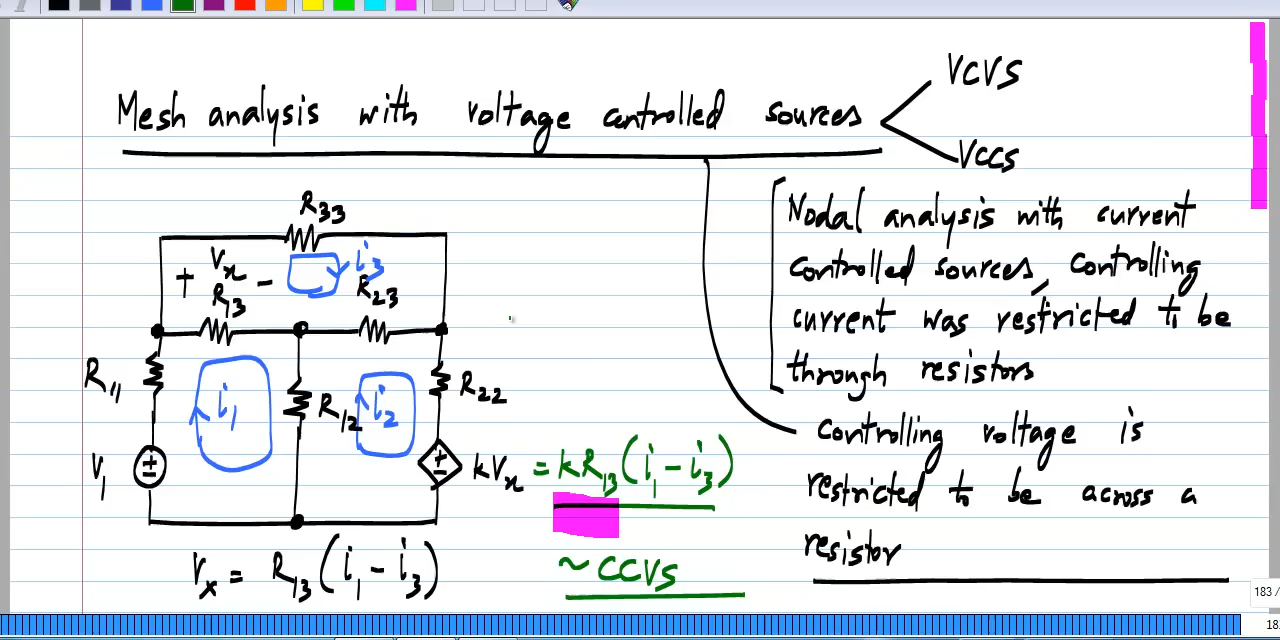 Mesh analysis with voltage controlled sources
VCVS
VCCS
[Nodal analysis with current
controlled sources, controlling
current was restricted to be
through resistors
controlling voltage is
restricted to be across a
resistor
R33
+ Vx -
i3
R13
R23
R11
i1
R12
i2
R22
V1
±
±
kVx = kR13(i1 - i3)
~ CCVS
Vx = R13(i1 - i3)
183 /
18